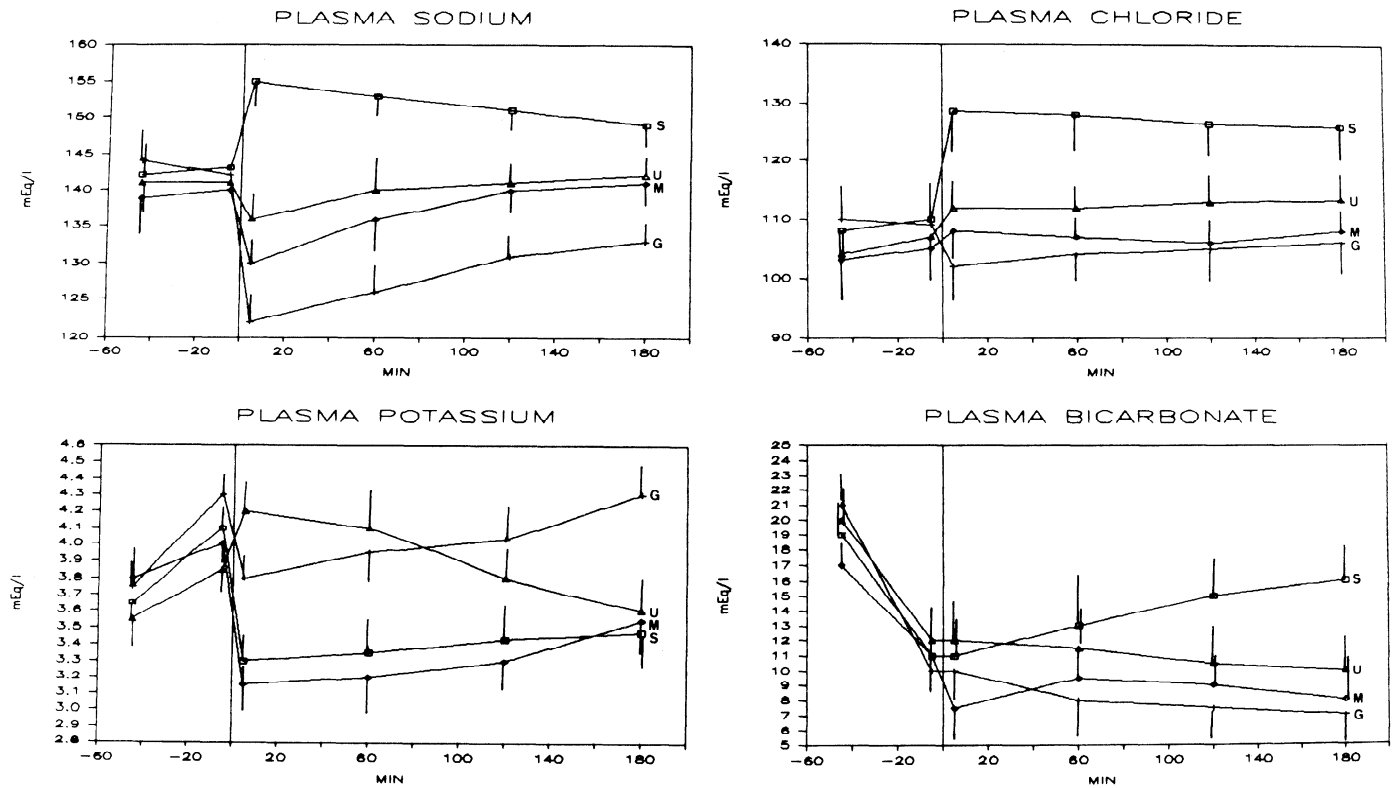 PLASMA SODIUM
160
155
150
145
140
135
130
125
120
mEq/l
S
U
M
G
-60 -20 20 60 100 140 180
MIN
PLASMA CHLORIDE
140
130
120
110
100
90
mEq/l
S
U
M
G
-60 -20 20 60 100 140 180
MIN
PLASMA POTASSIUM
4.6
4.5
4.4
4.3
4.2
4.1
4.0
3.9
3.8
3.7
3.6
3.5
3.4
3.3
3.2
3.1
3.0
2.9
2.8
mEq/l
G
U
M
S
-60 -20 20 60 100 140 180
MIN
PLASMA BICARBONATE
25
24
23
22
21
20
19
18
17
16
15
14
13
12
11
10
9
8
7
6
5
mEq/l
S
U
M
G
-60 -20 20 60 100 140 180
MIN